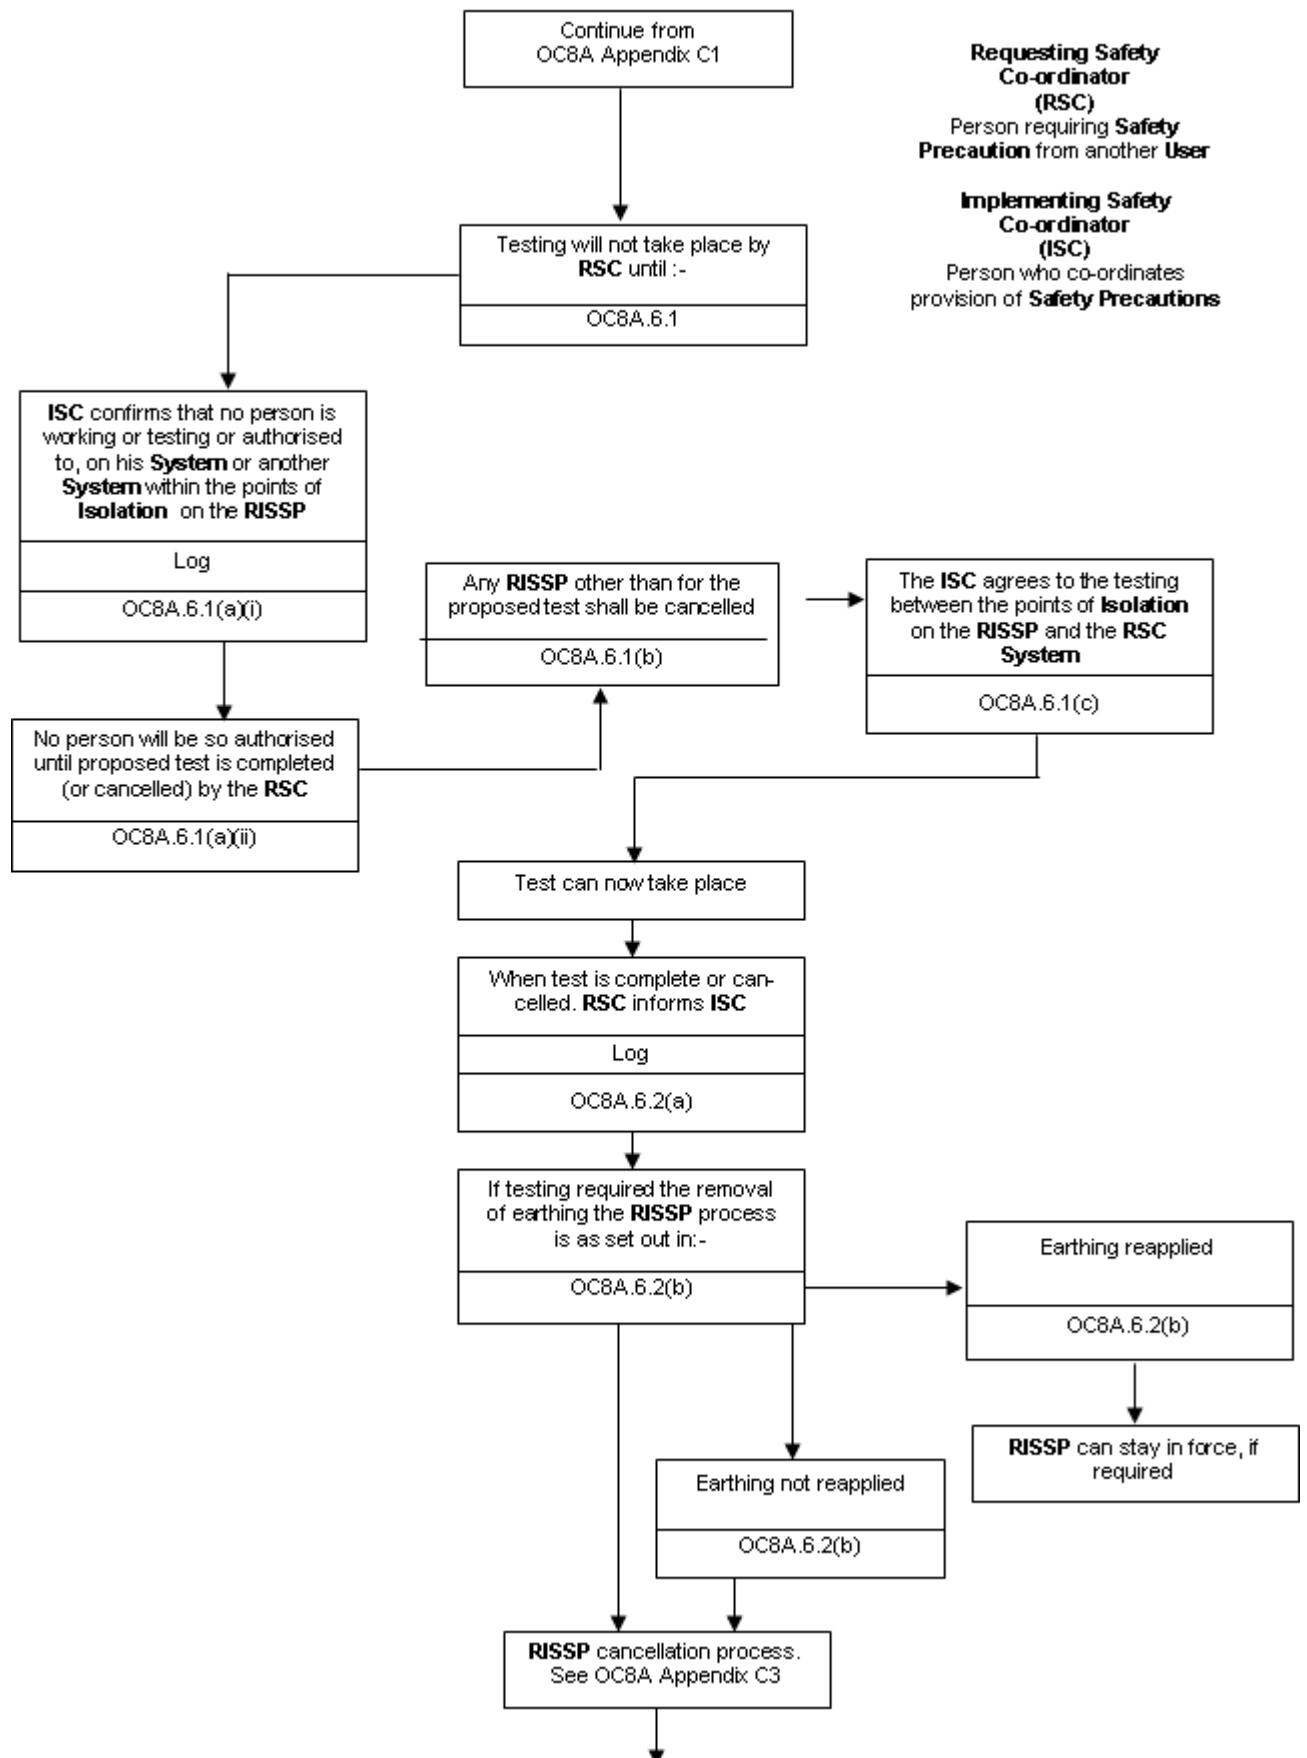 Continue from
OC8A Appendix C1
Requesting Safety
Co-ordinator
(RSC)
Person requiring Safety
Precaution from another User
Implementing Safety
Co-ordinator
(ISC)
Person who co-ordinates
provision of Safety Precautions
Testing will not take place by
RSC until :-
OC8A.6.1
ISC confirms that no person is
working or testing or authorised
to, on his System or another
System within the points of
Isolation on the RISSP
Log
OC8A.6.1(a)(i)
No person will be so authorised
until proposed test is completed
(or cancelled) by the RSC
OC8A.6.1(a)(ii)
Any RISSP other than for the
proposed test shall be cancelled
OC8A.6.1(b)
The ISC agrees to the testing
between the points of Isolation
on the RISSP and the RSC
System
OC8A.6.1(c)
Test can now take place
When test is complete or can-
celled. RSC informs ISC
Log
OC8A.6.2(a)
If testing required the removal
of earthing the RISSP process
is as set out in:-
OC8A.6.2(b)
Earthing reapplied
OC8A.6.2(b)
RISSP can stay in force, if
required
Earthing not reapplied
OC8A.6.2(b)
RISSP cancellation process.
See OC8A Appendix C3